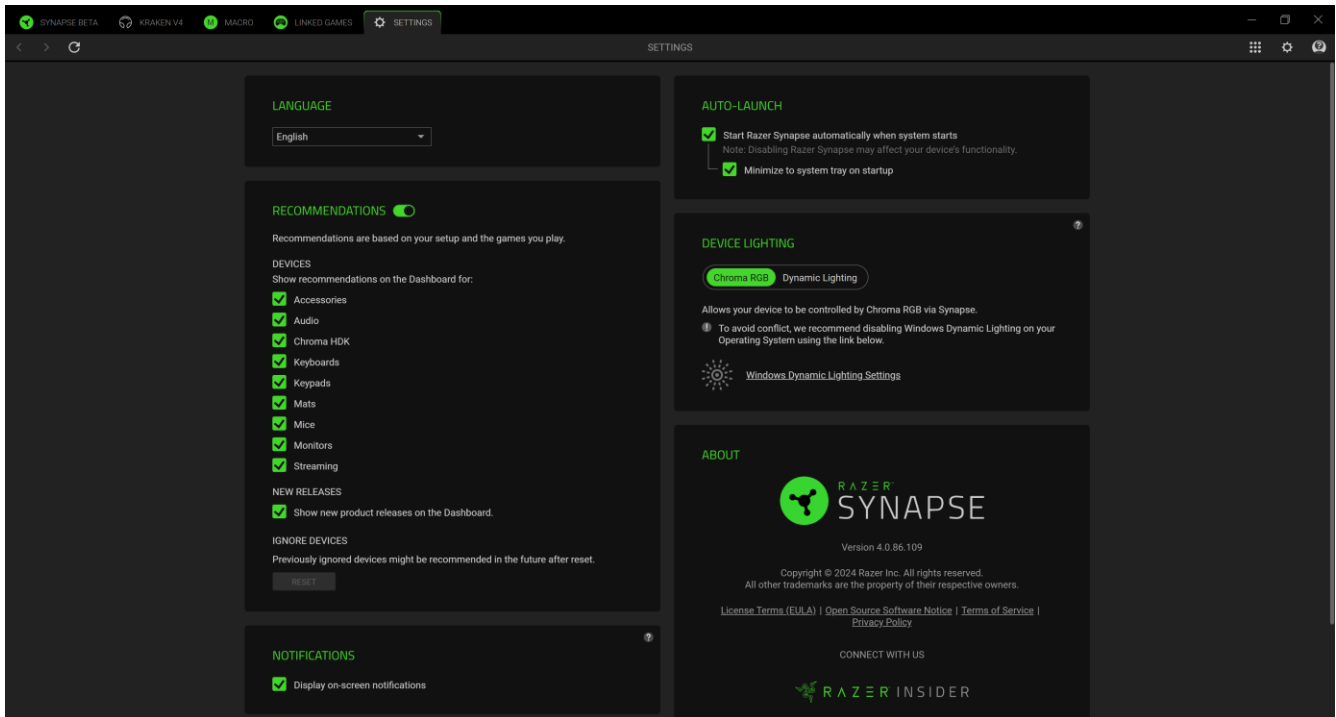 SYNAPSE BETA
KRAKEN V4
MACRO
LINKED GAMES
SETTINGS
SETTINGS
LANGUAGE
English
RECOMMENDATIONS
Recommendations are based on your setup and the games you play.
DEVICES
Show recommendations on the Dashboard for:
Accessories
Audio
Chroma HDK
Keyboards
Keypads
Mats
Mice
Monitors
Streaming
NEW RELEASES
Show new product releases on the Dashboard.
IGNORE DEVICES
Previously ignored devices might be recommended in the future after reset.
RESET
NOTIFICATIONS
Display on-screen notifications
AUTO-LAUNCH
Start Razer Synapse automatically when system starts
Note: Disabling Razer Synapse may affect your device's functionality.
Minimize to system tray on startup
DEVICE LIGHTING
Chroma RGB Dynamic Lighting
Allows your device to be controlled by Chroma RGB via Synapse.
To avoid conflict, we recommend disabling Windows Dynamic Lighting on your
Operating System using the link below.
Windows Dynamic Lighting Settings
ABOUT
RAZER
SYNAPSE
Version 4.0.86.109
Copyright © 2024 Razer Inc. All rights reserved.
All other trademarks are the property of their respective owners.
License Terms (EULA) | Open Source Software Notice | Terms of Service |
Privacy Policy
CONNECT WITH US
RAZER INSIDER